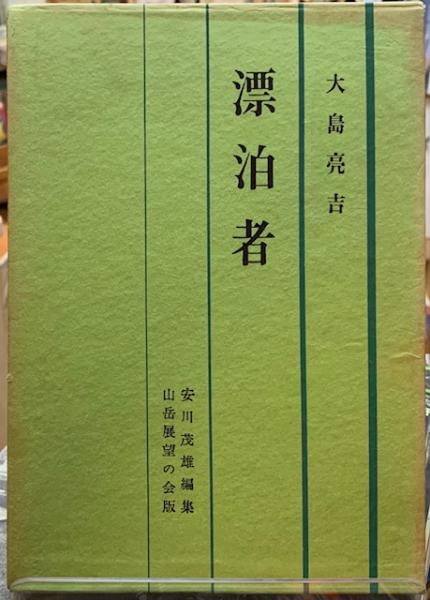 大島亮吉
漂泊者
安川茂雄編集
山岳展望の会版